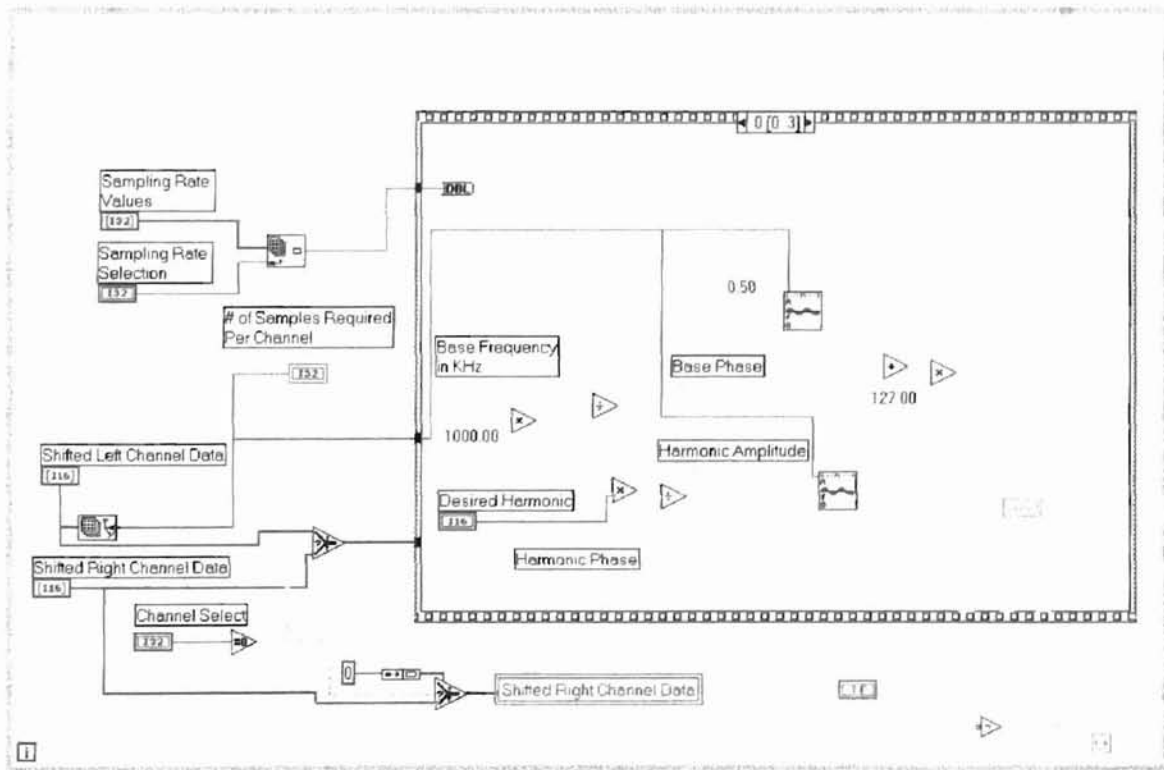 0 [0 3]
DBL
Sampling Rate
Values
[I32]
Sampling Rate
Selection
I32
# of Samples Required
Per Channel
I32
0.50
Base Frequency
in KHz
Base Phase
127.00
1000.00
Shifted Left Channel Data
[I16]
Harmonic Amplitude
Desired Harmonic
I16
Shifted Right Channel Data
[I16]
Harmonic Phase
Channel Select
I32
=0
0
Shifted Right Channel Data
i